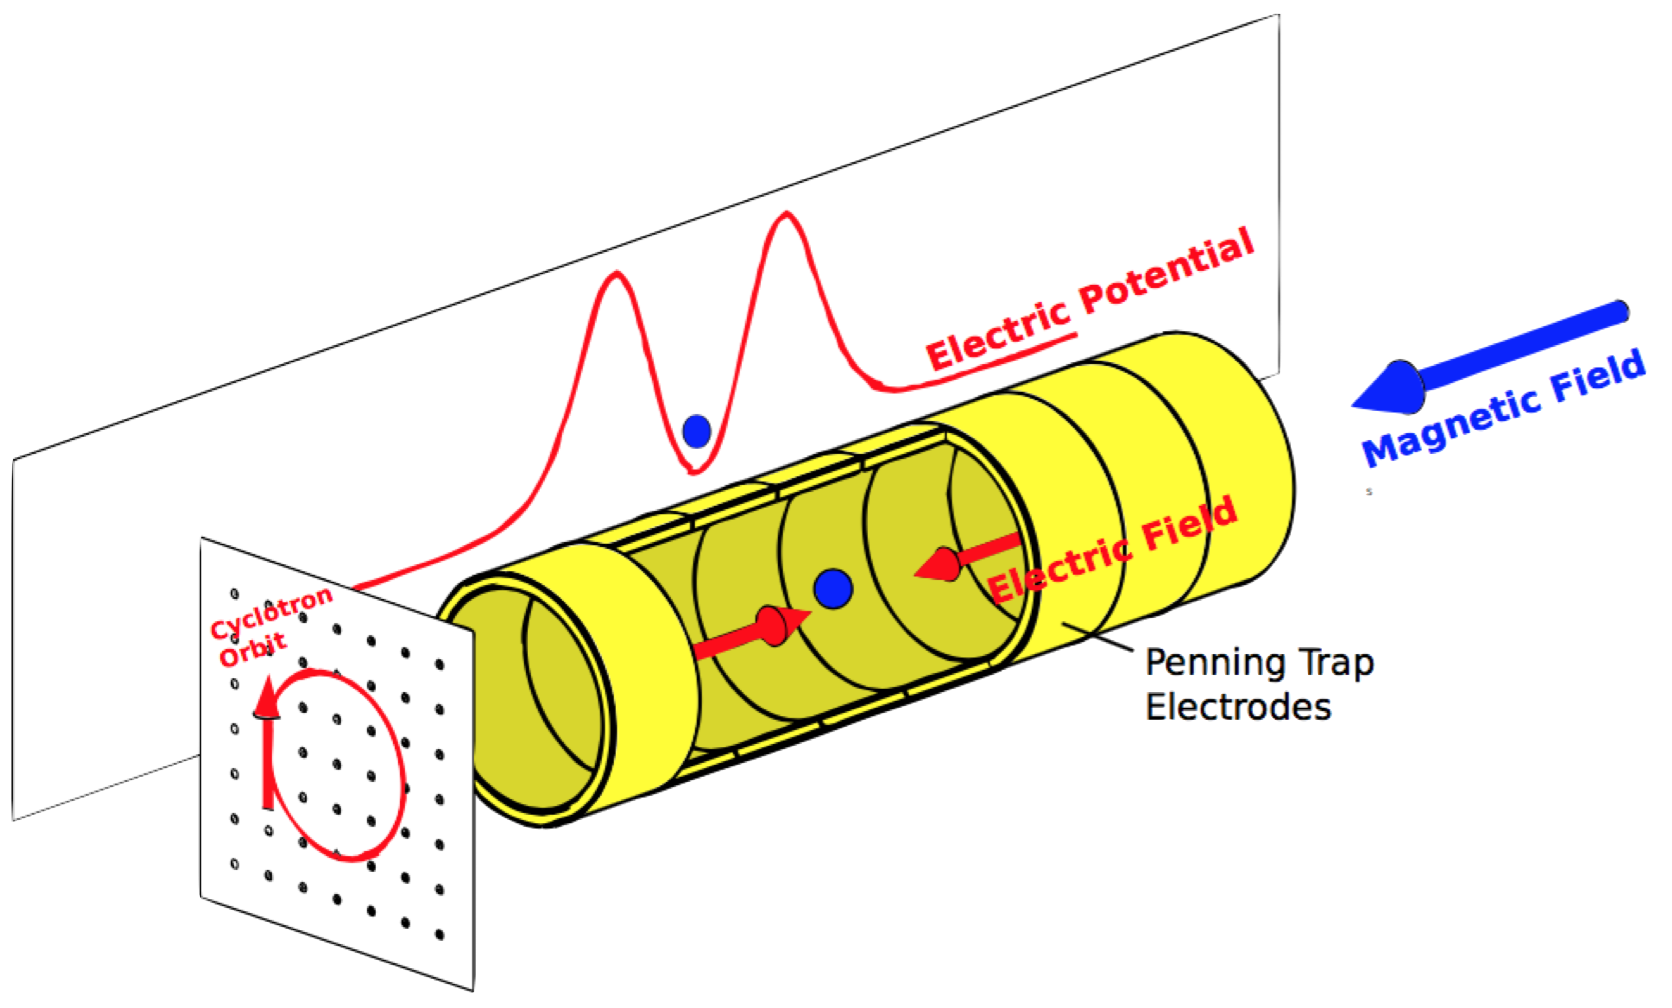 Electric Potential
Magnetic Field
s
Electric Field
Cyclotron
Orbit
Penning Trap
Electrodes